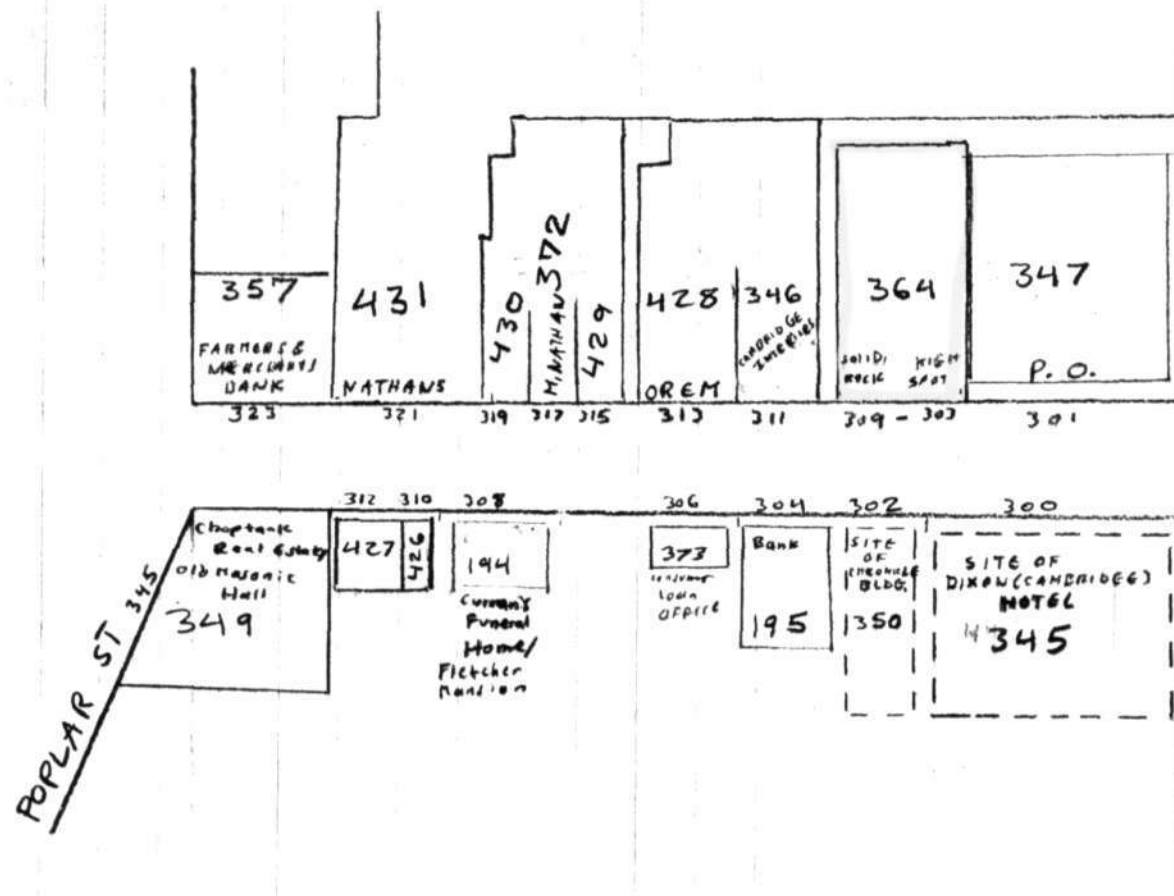 357
FARMERS &
MERCHANTS
BANK
323
431
NATHANS
321
430
319
M. NATHAN 372
317
429
315
428
OREM
313
346
CAMBRIDGE
INTERIORS
311
364
SOLID HIGH
ROCK SPOT
309 - 303
347
P. O.
301
POPLAR ST 345
Choptank
Real Estate
Old Masonic
Hall
349
312
427
310
426
308
194
Curran's
Funeral
Home/
Fletcher
Mansion
306
373
Loan
OFFICE
304
Bank
195
302
SITE
OF
CHRONICLE
BLDG.
350
300
SITE OF
DIXON (CAMBRIDGE)
HOTEL
345